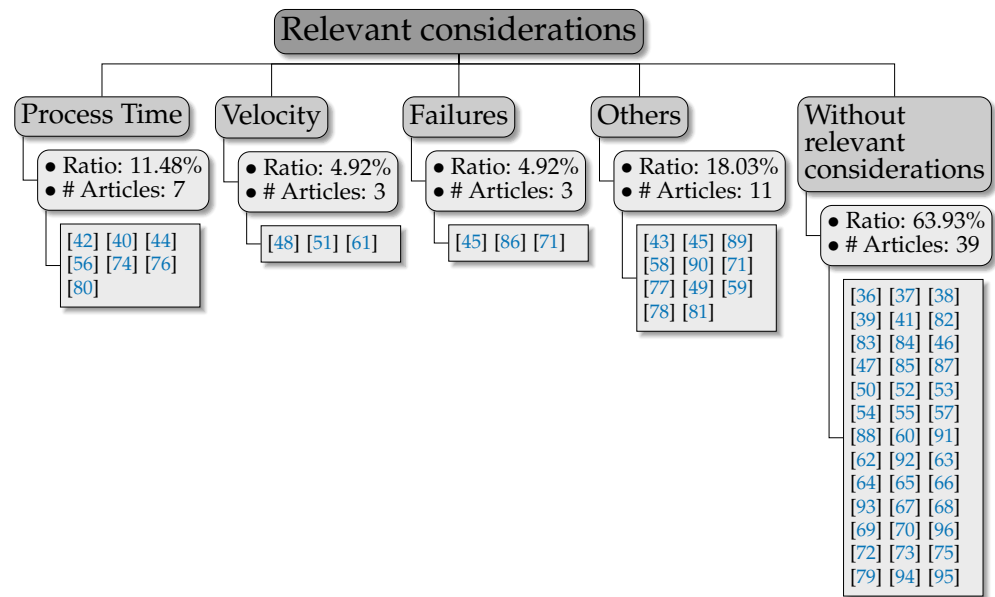 Relevant considerations
Process Time
• Ratio: 11.48%
• # Articles: 7
[42] [40] [44]
[56] [74] [76]
[80]
Velocity
• Ratio: 4.92%
• # Articles: 3
[48] [51] [61]
Failures
• Ratio: 4.92%
• # Articles: 3
[45] [86] [71]
Others
• Ratio: 18.03%
• # Articles: 11
[43] [45] [89]
[58] [90] [71]
[77] [49] [59]
[78] [81]
Without
relevant
considerations
• Ratio: 63.93%
• # Articles: 39
[36] [37] [38]
[39] [41] [82]
[83] [84] [46]
[47] [85] [87]
[50] [52] [53]
[54] [55] [57]
[88] [60] [91]
[62] [92] [63]
[64] [65] [66]
[93] [67] [68]
[69] [70] [96]
[72] [73] [75]
[79] [94] [95]